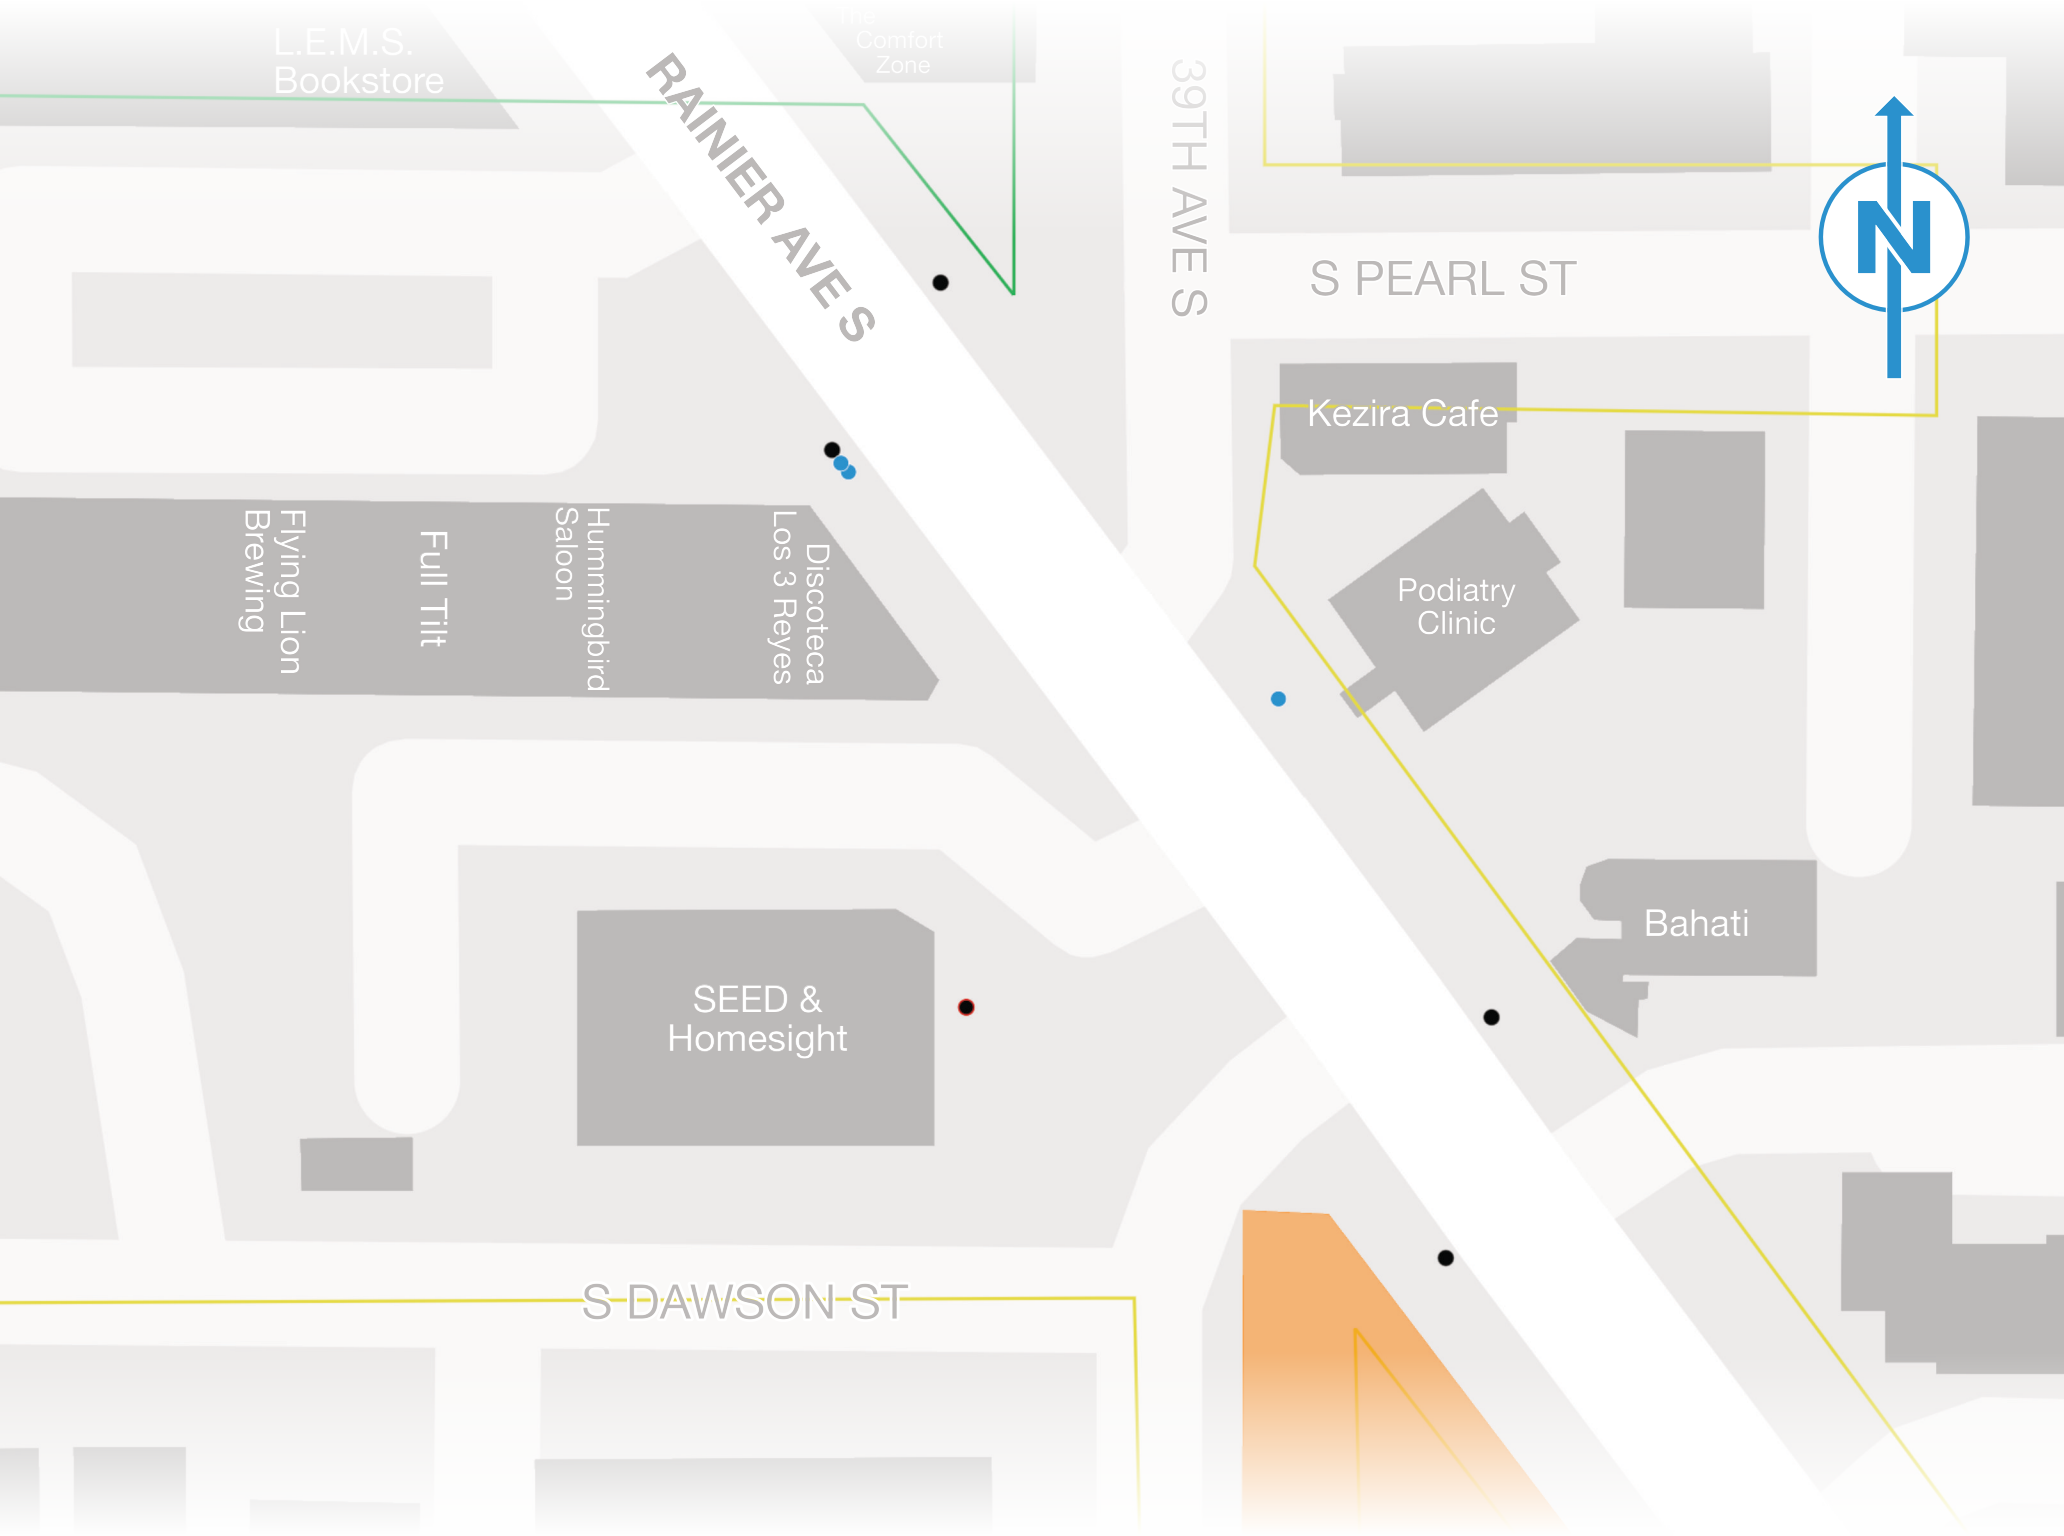 L.E.M.S.
Bookstore
The
Comfort
Zone
RAINIER AVE S
39TH AVE S
S PEARL ST
N
Kezira Cafe
Flying Lion
Brewing
Full Tilt
Hummingbird
Saloon
Discoteca
Los 3 Reyes
Podiatry
Clinic
Bahati
SEED &
Homesight
S DAWSON ST